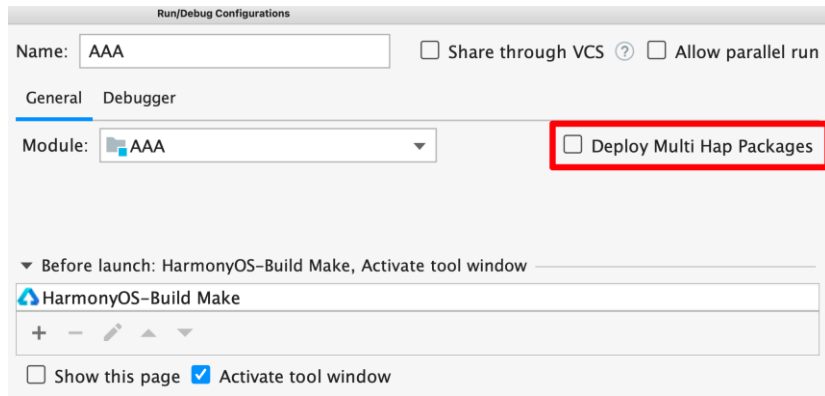 Run/Debug Configurations
Name: AAA Share through VCS ? Allow parallel run
General Debugger
Module: AAA Deploy Multi Hap Packages
Before launch: HarmonyOS-Build Make, Activate tool window
HarmonyOS-Build Make
Show this page Activate tool window